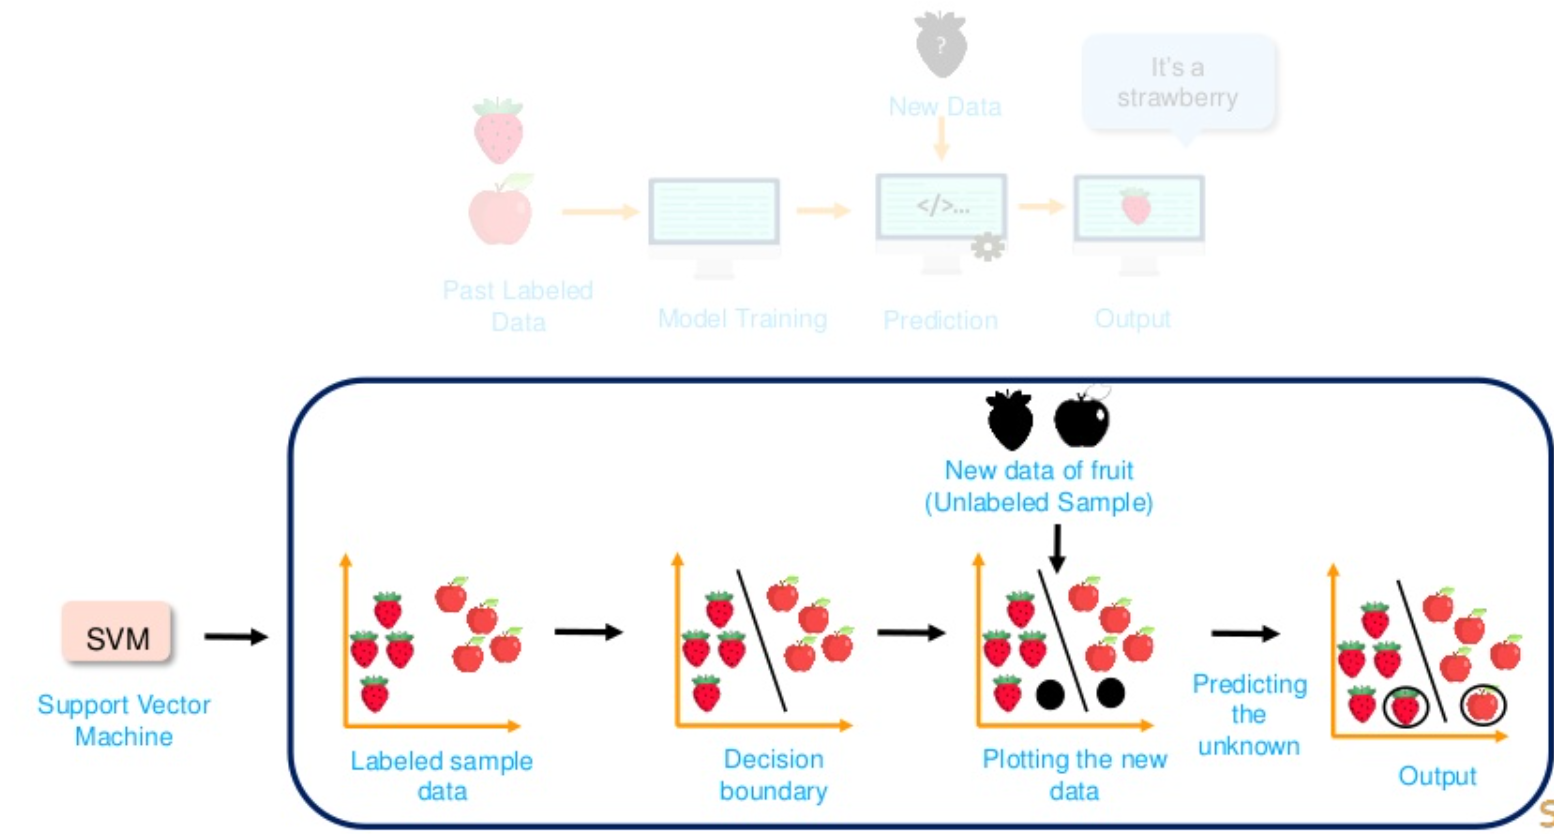 ?
New Data
It's a
strawberry
</>...
Past Labeled
Data
Model Training
Prediction
Output
New data of fruit
(Unlabeled Sample)
SVM
Support Vector
Machine
Labeled sample
data
Decision
boundary
Plotting the new
data
Predicting
the
unknown
Output
S